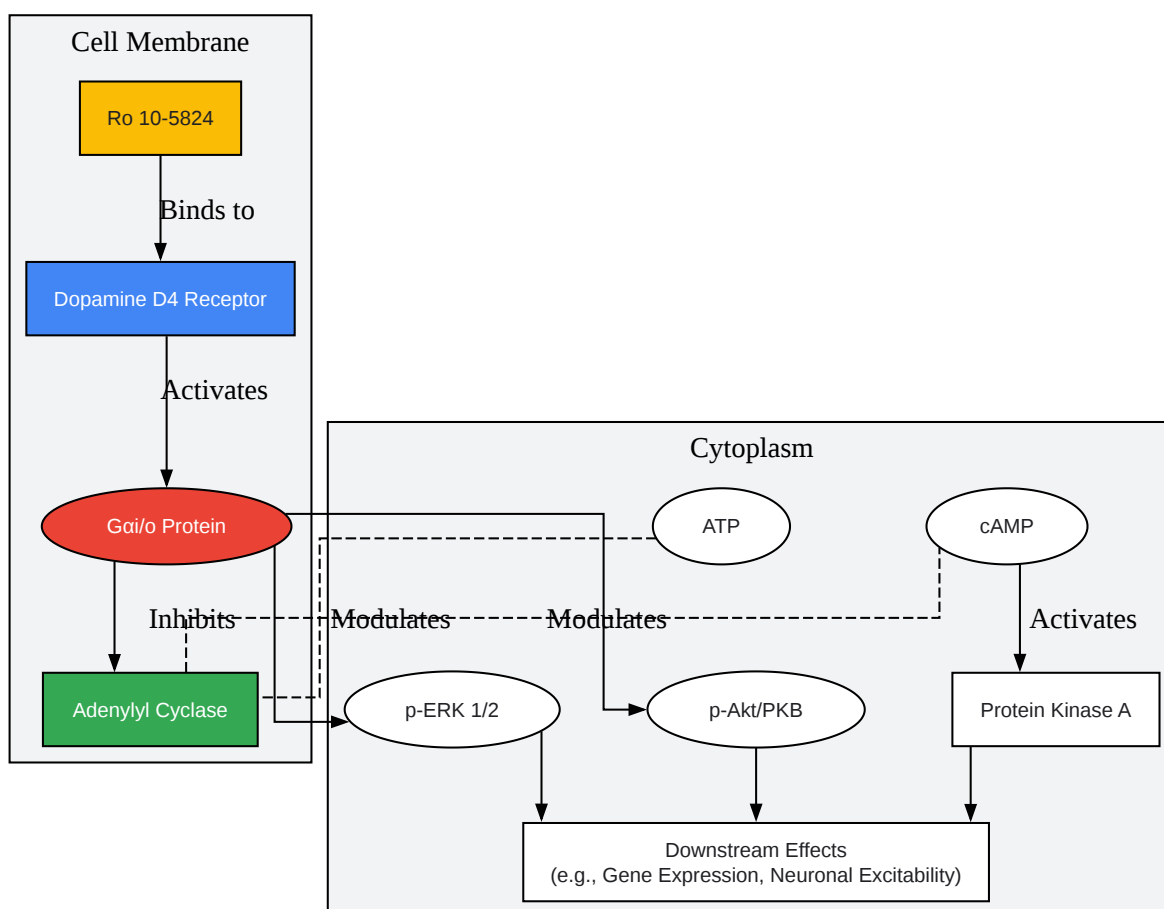 Cell Membrane
Ro 10-5824
Binds to
Dopamine D4 Receptor
Activates
Cytoplasm
Gαi/o Protein
ATP
cAMP
Inhibits
Modulates
Modulates
Activates
Adenylyl Cyclase
p-ERK 1/2
p-Akt/PKB
Protein Kinase A
Downstream Effects
(e.g., Gene Expression, Neuronal Excitability)